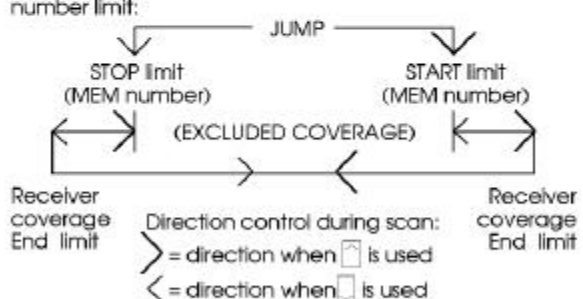 number limit:
JUMP
STOP limit
(MEM number)
START limit
(MEM number)
(EXCLUDED COVERAGE)
Receiver
coverage
End limit
Receiver
coverage
End limit
Direction control during scan:
> = direction when ^ is used
< = direction when is used